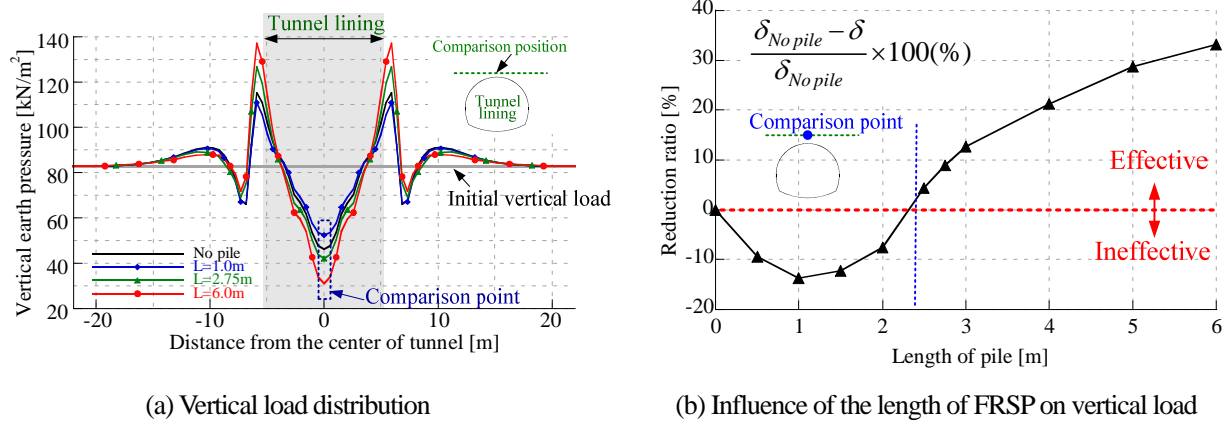 Tunnel lining
Vertical earth pressure [kN/m²]
140
120
100
80
60
40
20
Comparison position
Tunnel
lining
Initial vertical load
No pile
L=1.0m
L=2.75m
L=6.0m
Comparison point
-20
-10
0
10
20
Distance from the center of tunnel [m]
(a) Vertical load distribution
Reduction ratio [%]
40
30
20
10
0
-10
-20
δ_{No pile} − δ
δ_{No pile}
×100(%)
Comparison point
Effective
Ineffective
0
1
2
3
4
5
6
Length of pile [m]
(b) Influence of the length of FRSP on vertical load